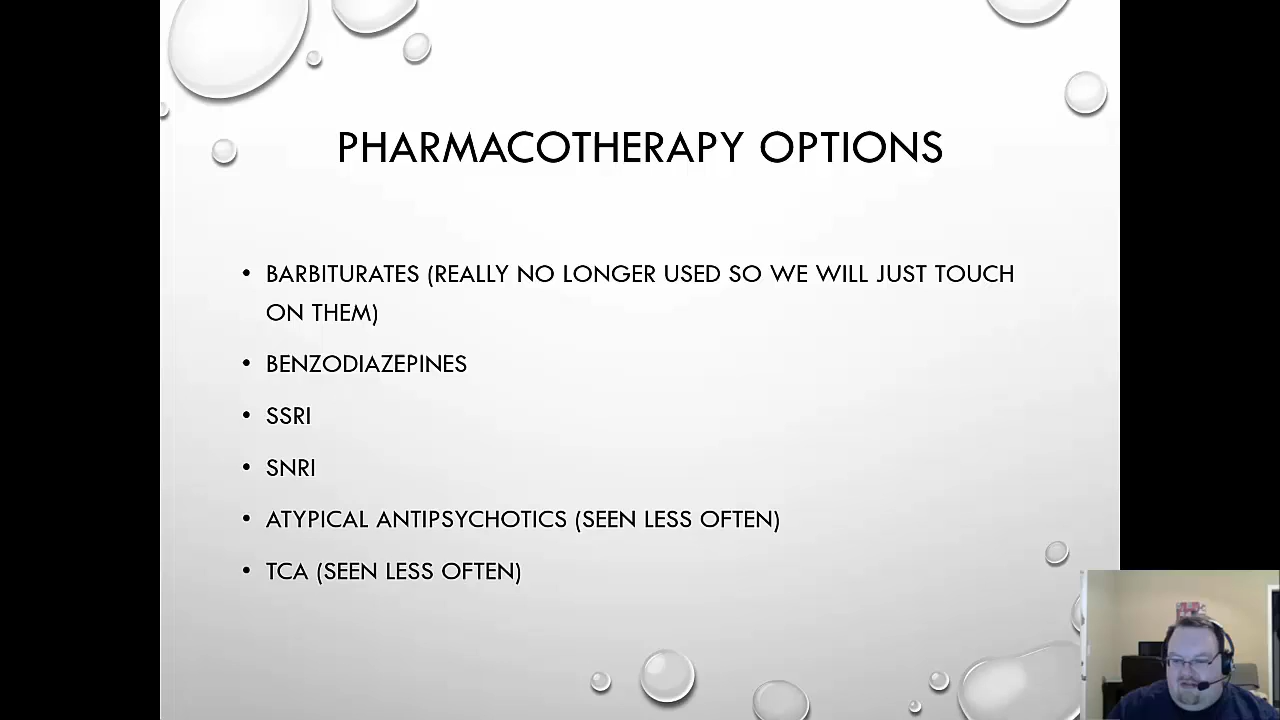 PHARMACOTHERAPY OPTIONS
• BARBITURATES (REALLY NO LONGER USED SO WE WILL JUST TOUCH
ON THEM)
• BENZODIAZEPINES
• SSRI
• SNRI
• ATYPICAL ANTIPSYCHOTICS (SEEN LESS OFTEN)
• TCA (SEEN LESS OFTEN)